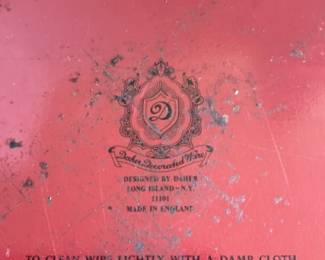 D
Daher Decorated Ware
DESIGNED BY DAHER
LONG ISLAND - N.Y.
11101
MADE IN ENGLAND
TO CLEAN WIPE LIGHTLY WITH A DAMP CLOTH